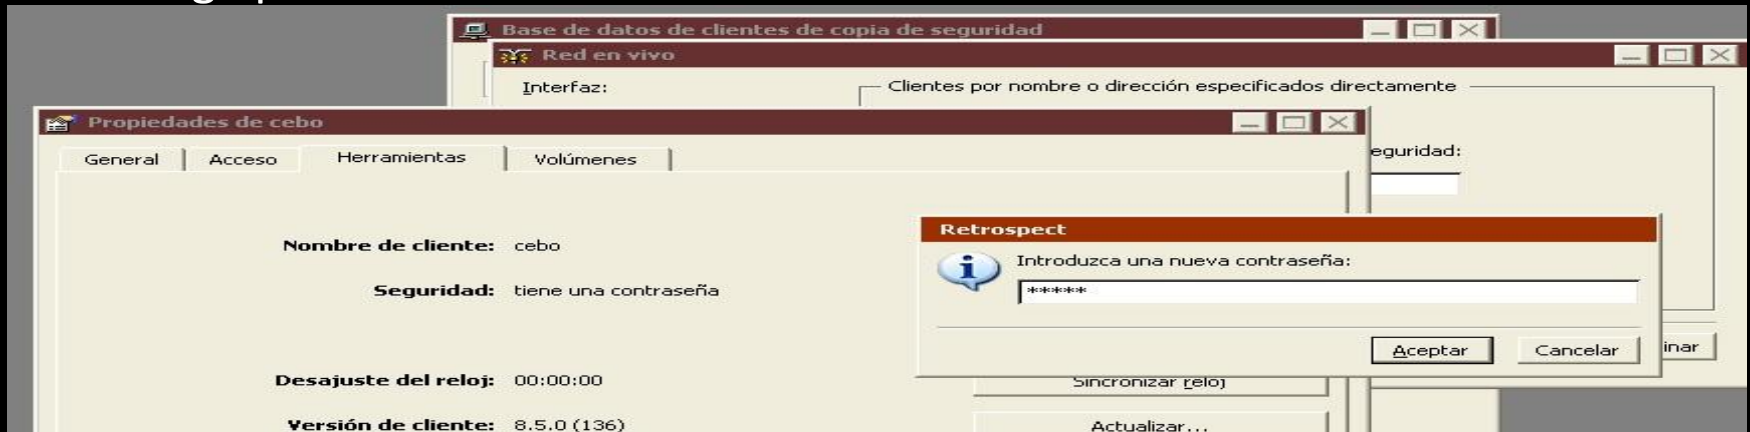 Base de datos de clientes de copia de seguridad
Red en vivo
Interfaz:
Clientes por nombre o dirección especificados directamente
Propiedades de cebo
General
Acceso
Herramientas
Volúmenes
eguridad:
Retrospect
Nombre de cliente: cebo
Introduzca una nueva contraseña:
Seguridad: tiene una contraseña
*****
Aceptar
Cancelar
inar
Desajuste del reloj: 00:00:00
Sincronizar reloj
Versión de cliente: 8.5.0 (136)
Actualizar...